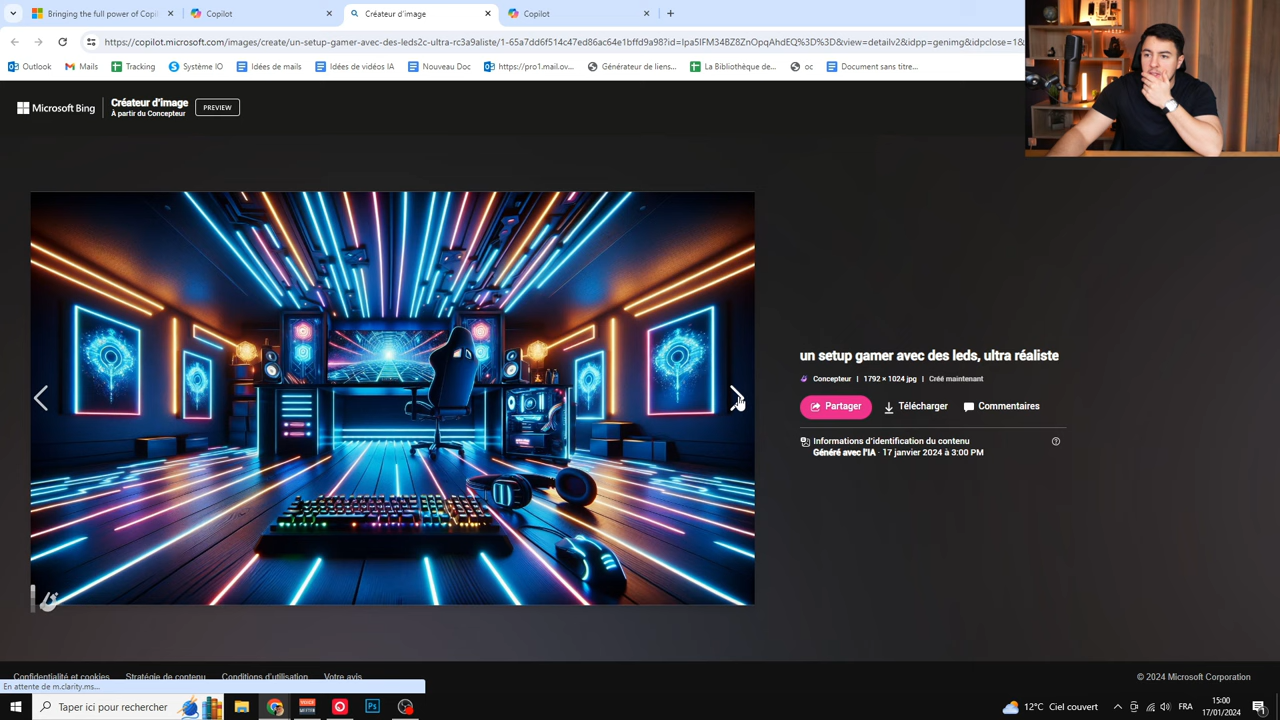 Bringing the full power of Copil
Copilot
Créateur d'image
Copilot
https://copilot.microsoft.com/images/create/un-setup-gamer-avec-des-leds2c-ultra-rc3a9aliste/1-65a7dd6f514c47ed86ac64e1bffd9a98?id=Ipa5IFM34BZ8ZnOpqAhdEQ%3D%3D&view=detailv2&idpp=genimg&idpclose=1&
Outlook
Mails
Tracking
Système IO
Idées de mails
Idées de vidéos IA
Nouveau Doc
https://pro1.mail.ov...
Générateur de liens...
La Bibliothèque de...
oc
Document sans titre...
Microsoft Bing
Créateur d'image
À partir du Concepteur
PREVIEW
un setup gamer avec des leds, ultra réaliste
Concepteur | 1792 × 1024 jpg | Créé maintenant
Partager
Télécharger
Commentaires
Informations d'identification du contenu
Généré avec l'IA · 17 janvier 2024 à 3:00 PM
Confidentialité et cookies
Stratégie de contenu
Conditions d'utilisation
Votre avis
© 2024 Microsoft Corporation
En attente de m.clarity.ms...
Taper ici pour rechercher
Ps
12°C Ciel couvert
FRE
15:00
17/01/2024